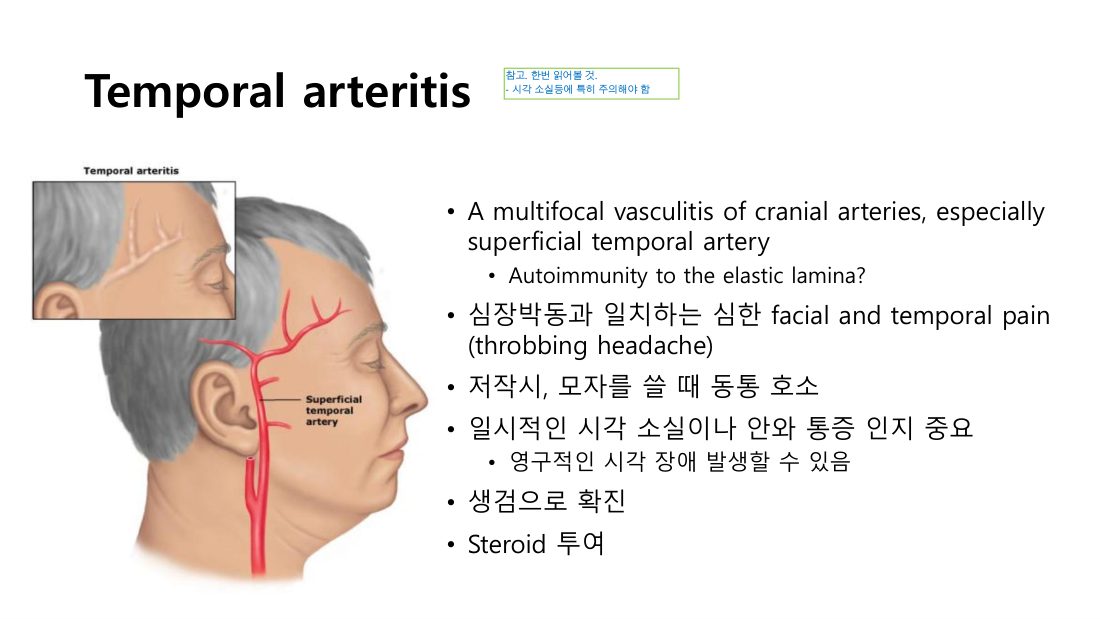 Temporal arteritis
참고. 한번 읽어볼 것.
- 시각 소실등에 특히 주의해야 함
Temporal arteritis
Superficial
temporal
artery
• A multifocal vasculitis of cranial arteries, especially
superficial temporal artery
• Autoimmunity to the elastic lamina?
• 심장박동과 일치하는 심한 facial and temporal pain
(throbbing headache)
• 저작시, 모자를 쓸 때 동통 호소
• 일시적인 시각 소실이나 안와 통증 인지 중요
• 영구적인 시각 장애 발생할 수 있음
• 생검으로 확진
• Steroid 투여